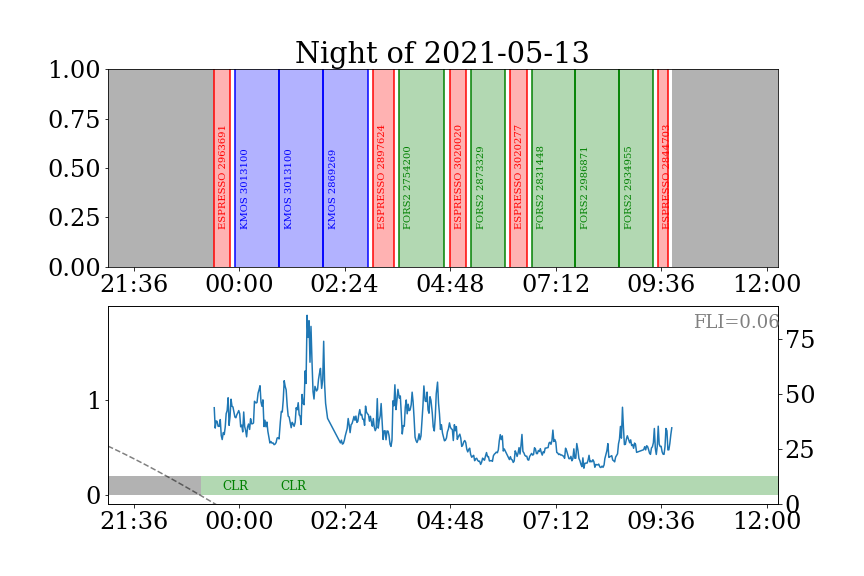 Night of 2021-05-13
1.00
0.75
0.50
0.25
0.00
ESPRESSO 2963691
KMOS 3013100
KMOS 3013100
KMOS 2869269
ESPRESSO 2897624
FORS2 2754200
ESPRESSO 3020020
FORS2 2873329
ESPRESSO 3020277
FORS2 2831448
FORS2 2986871
FORS2 2934955
ESPRESSO 2844703
21:36 00:00 02:24 04:48 07:12 09:36 12:00
FLI=0.06
1
0
75
50
25
0
CLR CLR
21:36 00:00 02:24 04:48 07:12 09:36 12:00